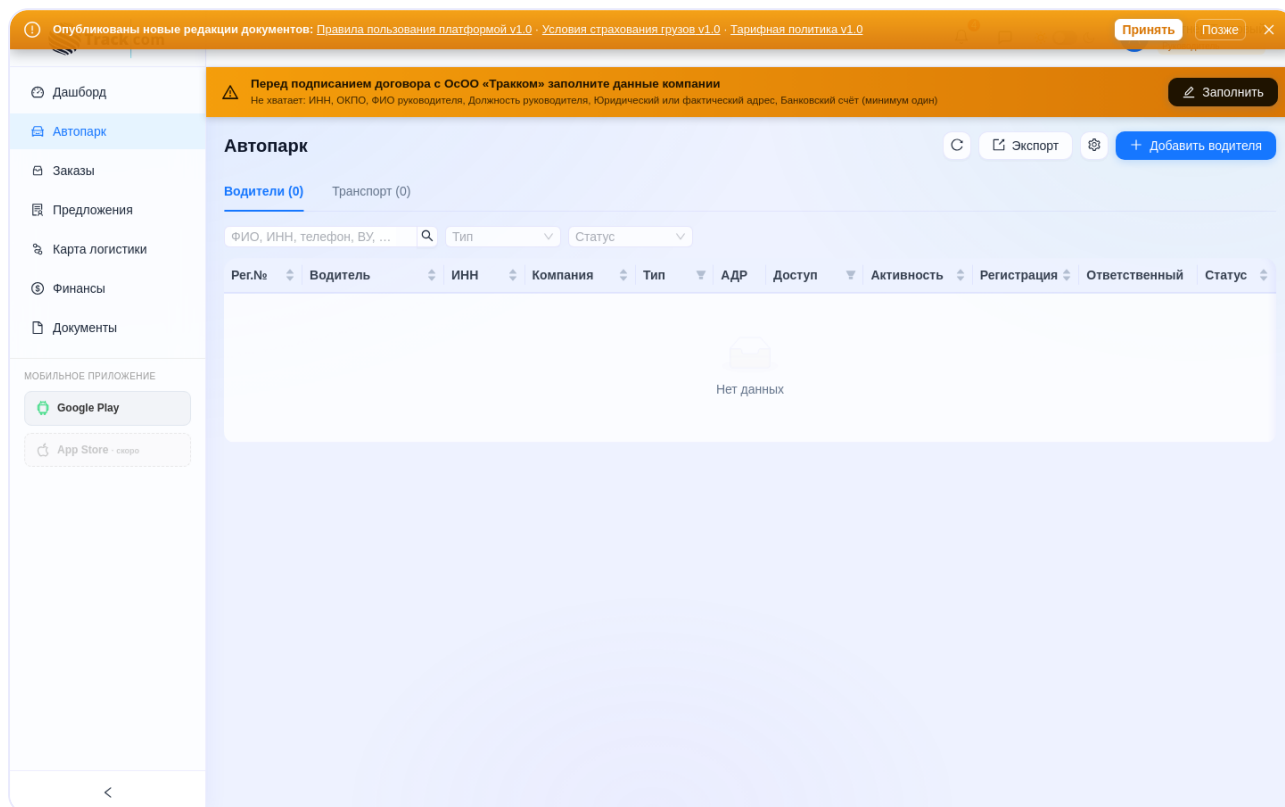 Опубликованы новые редакции документов: Правила пользования платформой v1.0 · Условия страхования грузов v1.0 · Тарифная политика v1.0
Принять
Позже
Перед подписанием договора с ОсОО «Тракком» заполните данные компании
Не хватает: ИНН, ОКПО, ФИО руководителя, Должность руководителя, Юридический или фактический адрес, Банковский счёт (минимум один)
Заполнить
Дашборд
Автопарк
Заказы
Предложения
Карта логистики
Финансы
Документы
МОБИЛЬНОЕ ПРИЛОЖЕНИЕ
Google Play
App Store · скоро
Автопарк
Экспорт
Добавить водителя
Водители (0)
Транспорт (0)
ФИО, ИНН, телефон, ВУ, …
Тип
Статус
Рег.№ Водитель ИНН Компания Тип АДР Доступ Активность Регистрация Ответственный Статус
Нет данных